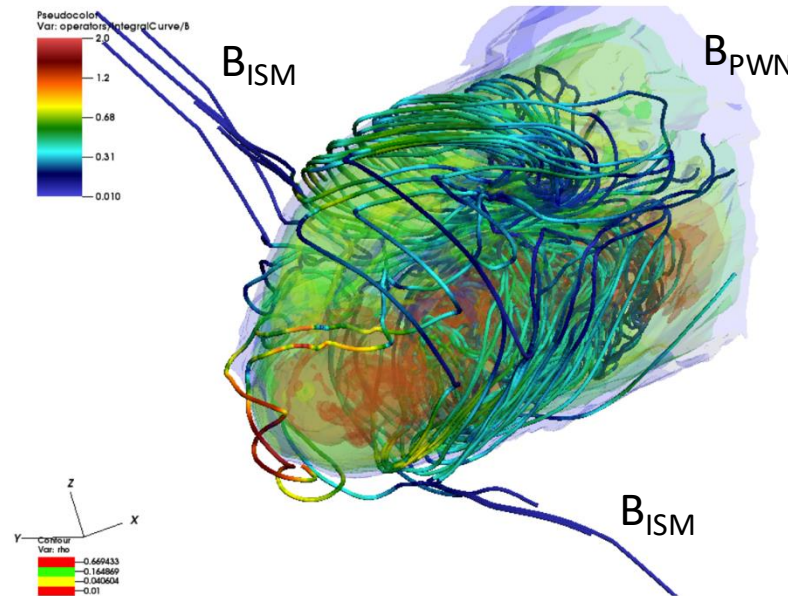 Pseudocolor
Var: operators/IntegralCurve/B
2.0
1.2
0.68
0.31
0.010
B_ISM
B_PWN
B_ISM
Z
X
Y
Contour
Var: rho
0.669433
0.164869
0.040604
0.01